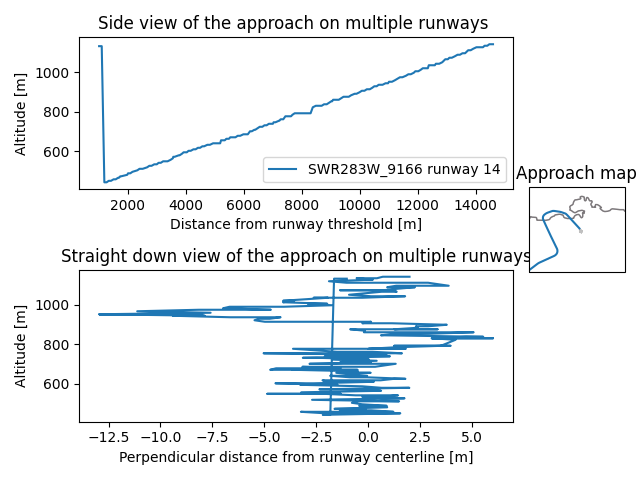 Side view of the approach on multiple runways
Altitude [m]
1000
800
600
SWR283W_9166 runway 14
2000 4000 6000 8000 10000 12000 14000
Distance from runway threshold [m]
Approach map
Straight down view of the approach on multiple runways
Altitude [m]
1000
800
600
−12.5 −10.0 −7.5 −5.0 −2.5 0.0 2.5 5.0
Perpendicular distance from runway centerline [m]